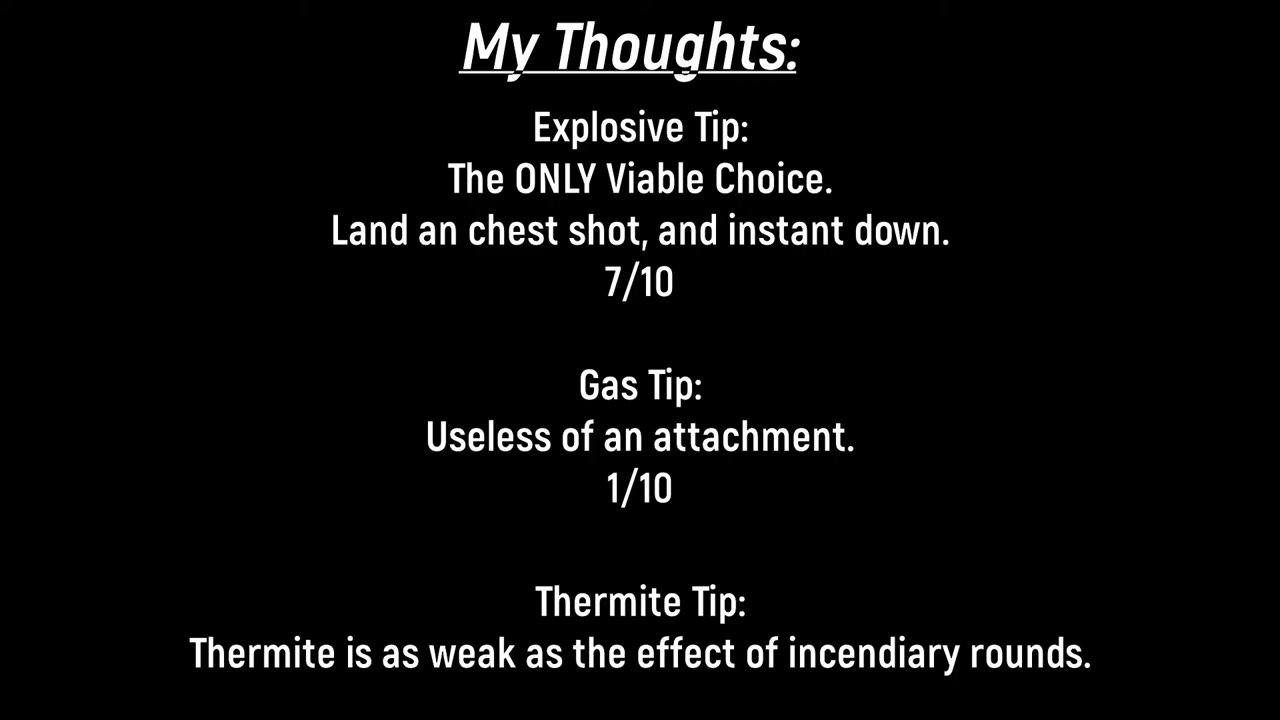 My Thoughts:
Explosive Tip:
The ONLY Viable Choice.
Land an chest shot, and instant down.
7/10
Gas Tip:
Useless of an attachment.
1/10
Thermite Tip:
Thermite is as weak as the effect of incendiary rounds.